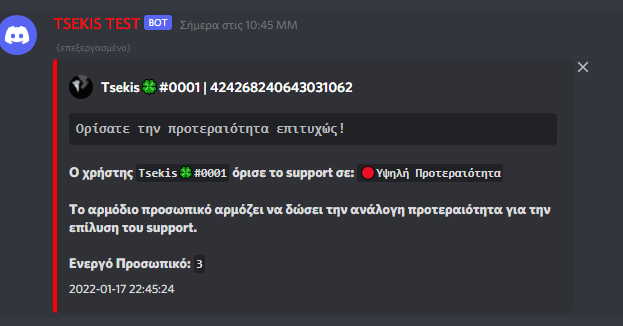 TSEKIS TEST BOT Σήμερα στις 10:45 ΜΜ
(επεξεργασμένο)
Tsekis🍀#0001 | 424268240643031062
Ορίσατε την προτεραιότητα επιτυχώς!
Ο χρήστης Tsekis🍀#0001 όρισε το support σε: 🔴Υψηλή Προτεραιότητα
Το αρμόδιο προσωπικό αρμόζει να δώσει την ανάλογη προτεραιότητα για την
επίλυση του support.
Ενεργό Προσωπικό: 3
2022-01-17 22:45:24